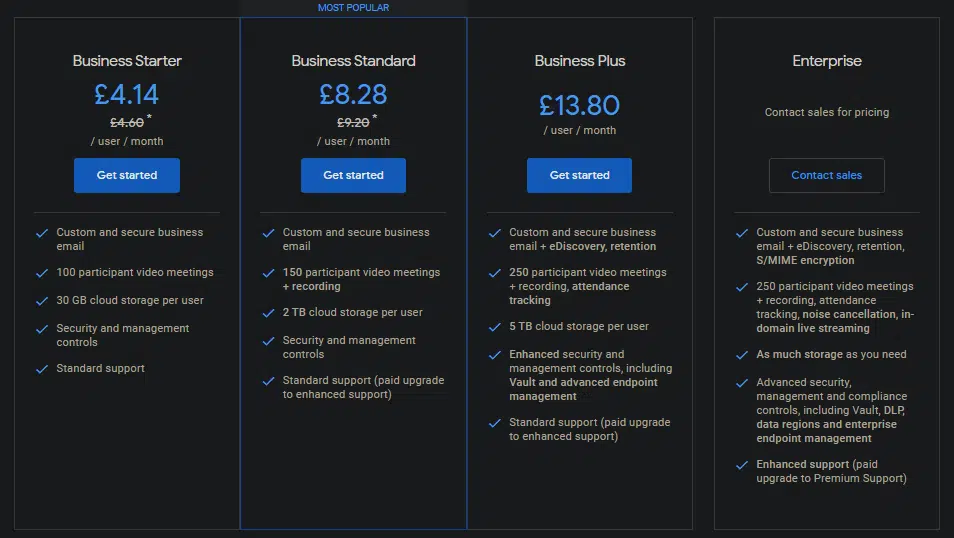 MOST POPULAR
Business Starter
£4.14
£4.60 *
/ user / month
Get started
Custom and secure business
email
100 participant video meetings
30 GB cloud storage per user
Security and management
controls
Standard support
Business Standard
£8.28
£9.20 *
/ user / month
Get started
Custom and secure business
email
150 participant video meetings
+ recording
2 TB cloud storage per user
Security and management
controls
Standard support (paid upgrade
to enhanced support)
Business Plus
£13.80
/ user / month
Get started
Custom and secure business
email + eDiscovery, retention
250 participant video meetings
+ recording, attendance
tracking
5 TB cloud storage per user
Enhanced security and
management controls, including
Vault and advanced endpoint
management
Standard support (paid upgrade
to enhanced support)
Enterprise
Contact sales for pricing
Contact sales
Custom and secure business
email + eDiscovery, retention,
S/MIME encryption
250 participant video meetings
+ recording, attendance
tracking, noise cancellation, in-
domain live streaming
As much storage as you need
Advanced security,
management and compliance
controls, including Vault, DLP,
data regions and enterprise
endpoint management
Enhanced support (paid
upgrade to Premium Support)